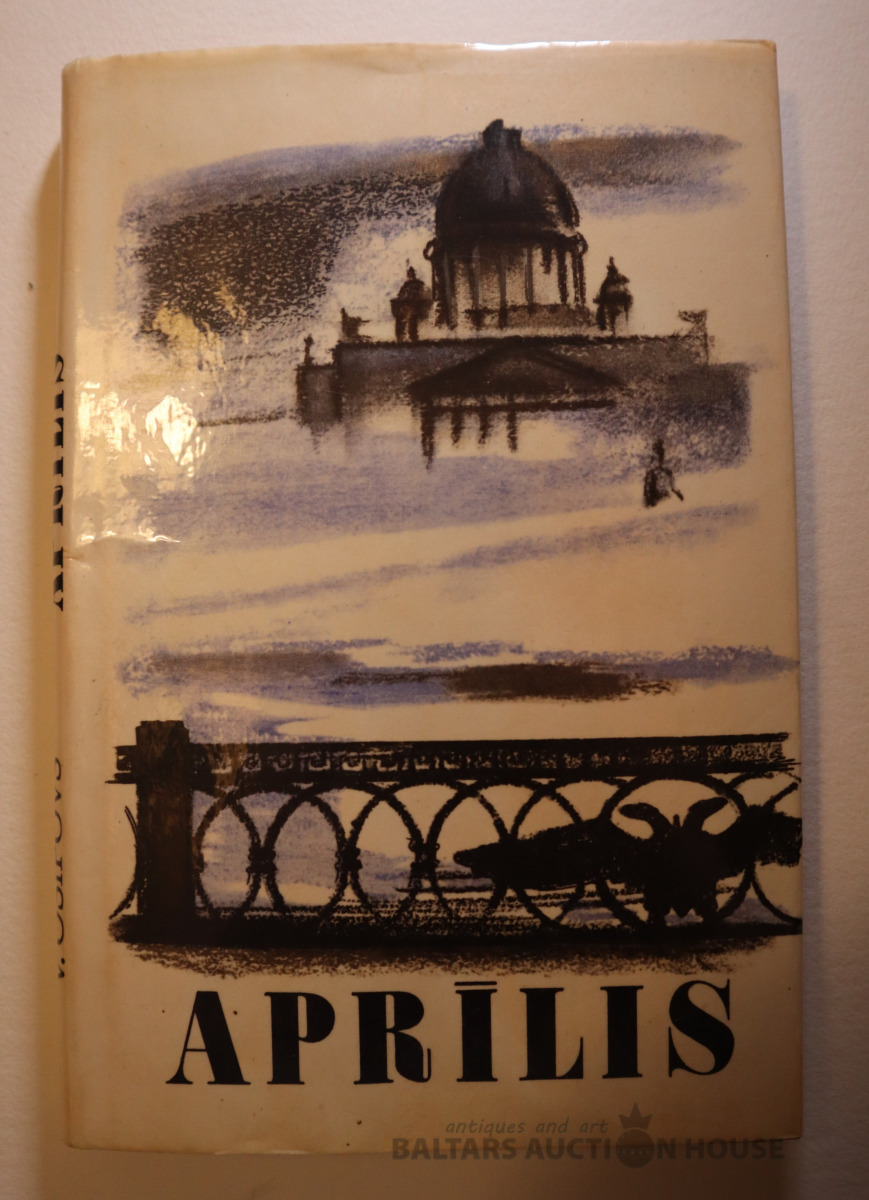 APRĪLIS
antiques and art
BALTARS AUCTION HOUSE